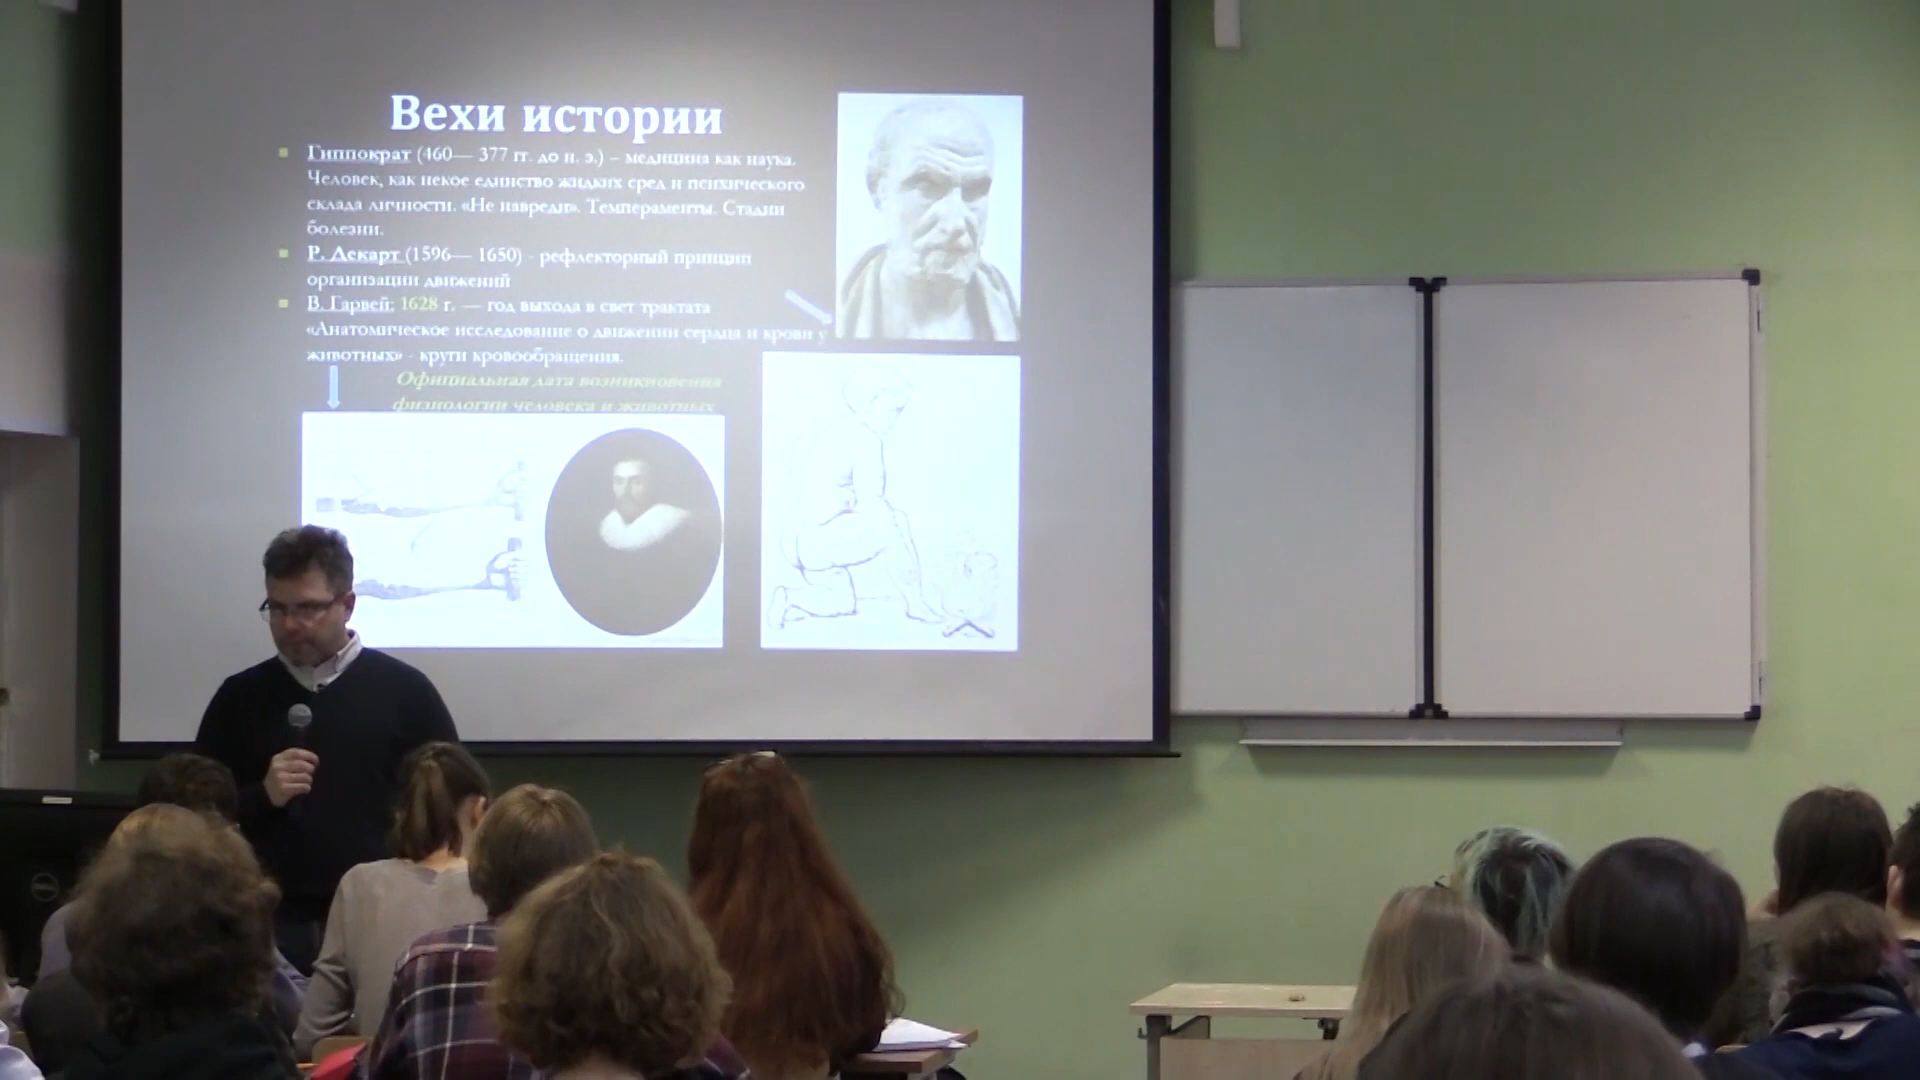 Вехи истории
Гиппократ (460— 377 гг. до н. э.) – медицина как наука.
Человек, как некое единство жидких сред и психического
склада личности. «Не навреди». Темпераменты. Стадии
болезни.
Р. Декарт (1596— 1650) - рефлекторный принцип
организации движений
В. Гарвей: 1628 г. — год выхода в свет трактата
«Анатомическое исследование о движении сердца и крови у
животных» - круги кровообращения.
Официальная дата возникновения
физиологии человека и животных